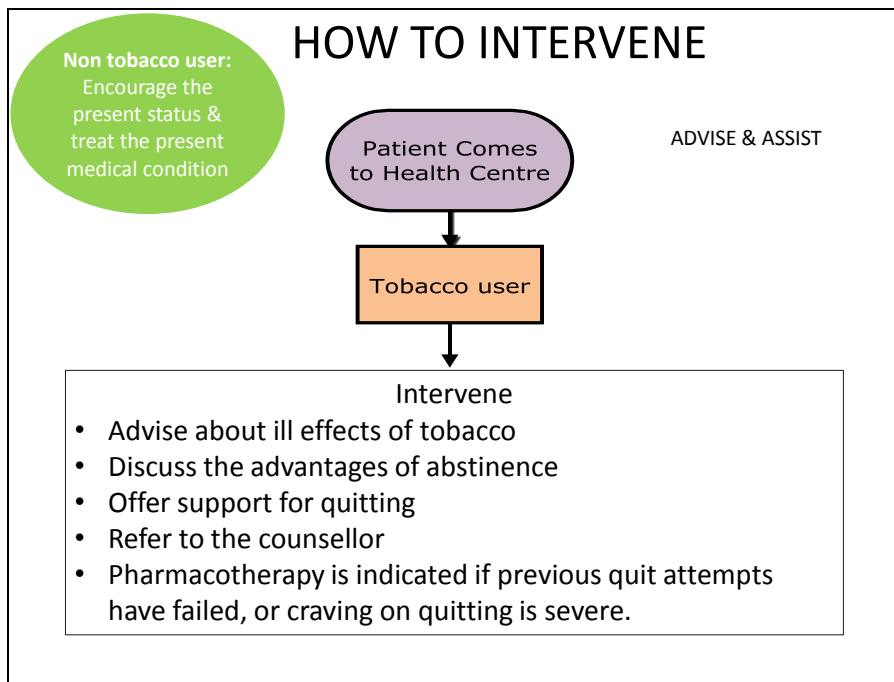 HOW TO INTERVENE
Non tobacco user:
Encourage the
present status &
treat the present
medical condition
Patient Comes
to Health Centre
ADVISE & ASSIST
Tobacco user
Intervene
• Advise about ill effects of tobacco
• Discuss the advantages of abstinence
• Offer support for quitting
• Refer to the counsellor
• Pharmacotherapy is indicated if previous quit attempts
have failed, or craving on quitting is severe.